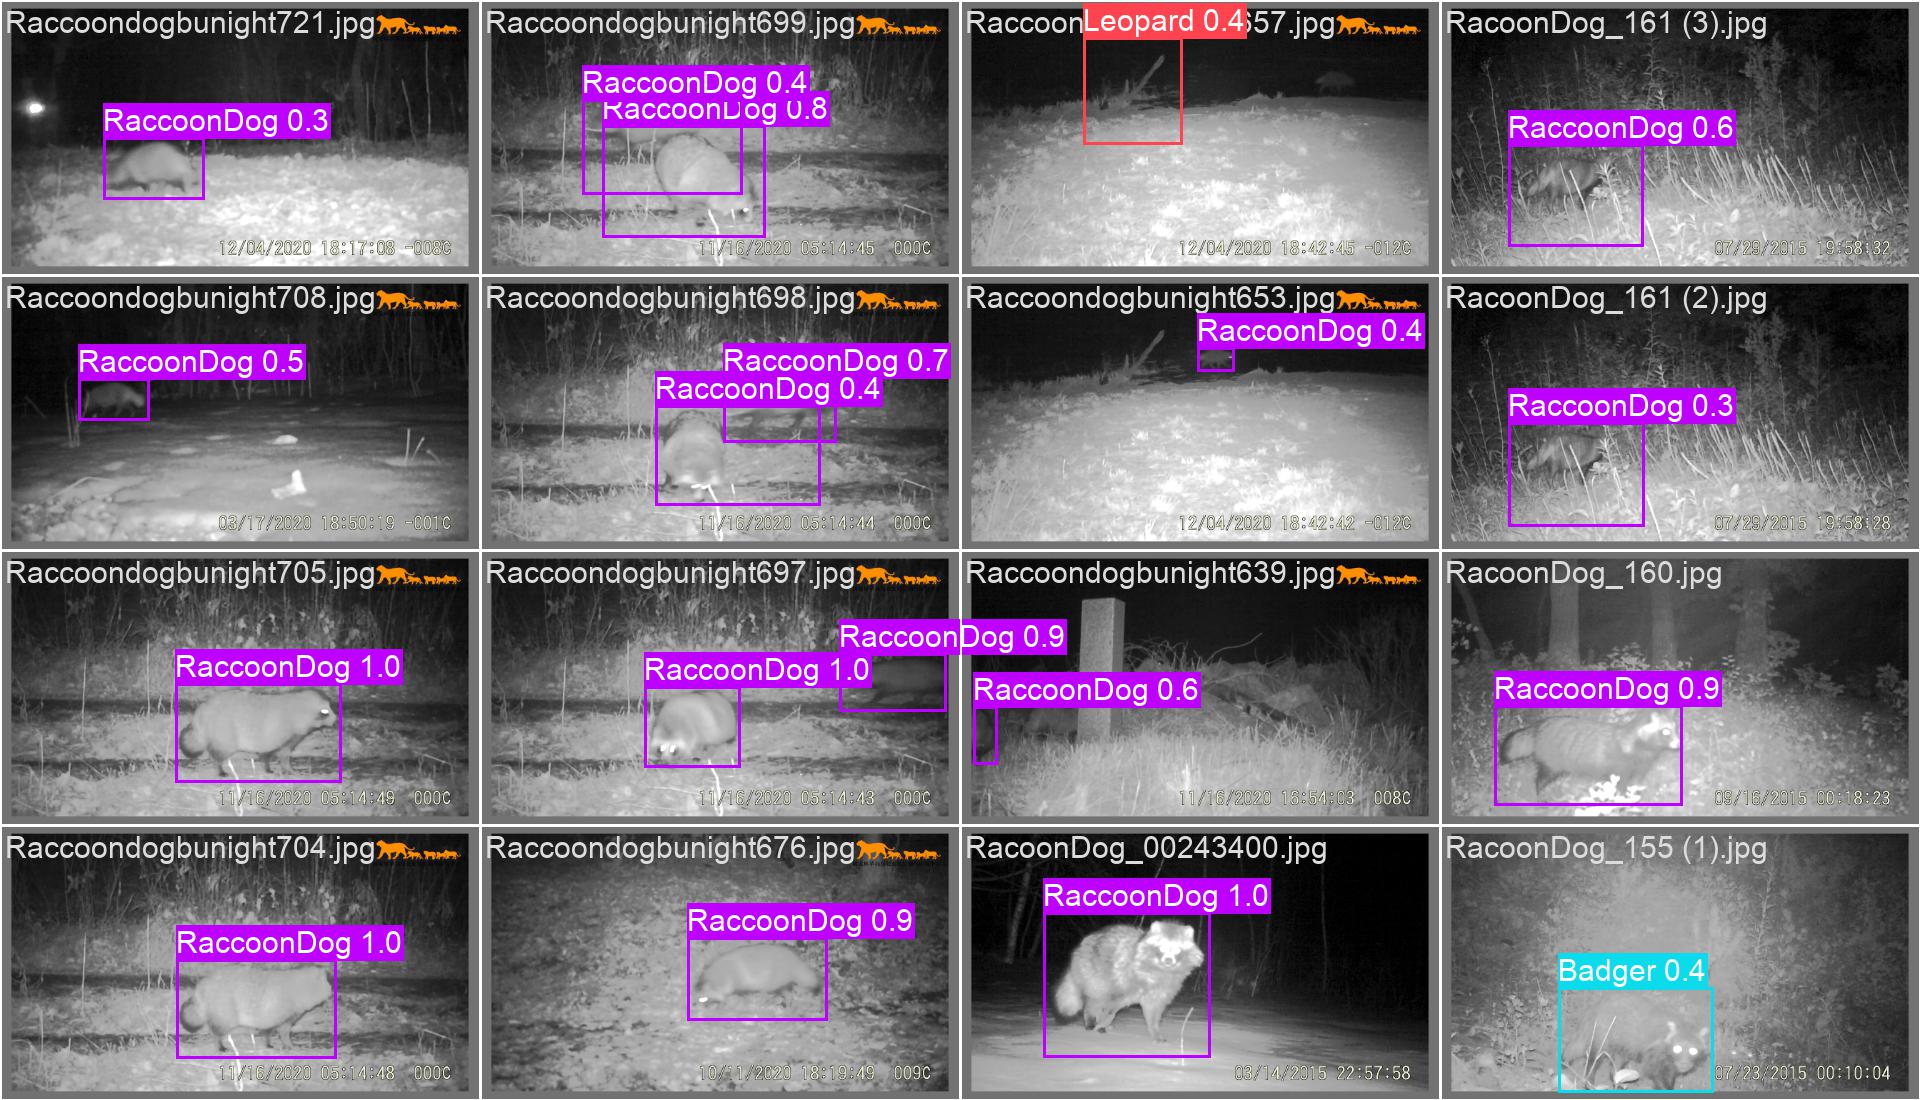 Raccoondogbunight721.jpg
RaccoonDog 0.3
12/04/2020 18:17:08 -008C
Raccoondogbunight699.jpg
RaccoonDog 0.4
RaccoonDog 0.8
11/16/2020 05:14:45 000C
Raccoon
Leopard 0.4
657.jpg
12/04/2020 18:42:45 -012C
RacoonDog_161 (3).jpg
RaccoonDog 0.6
07/29/2015 19:58:32
Raccoondogbunight708.jpg
RaccoonDog 0.5
03/17/2020 18:50:19 -001C
Raccoondogbunight698.jpg
RaccoonDog 0.7
RaccoonDog 0.4
11/16/2020 05:14:44 000C
Raccoondogbunight653.jpg
RaccoonDog 0.4
12/04/2020 18:42:42 -012C
RacoonDog_161 (2).jpg
RaccoonDog 0.3
07/29/2015 19:58:28
Raccoondogbunight705.jpg
RaccoonDog 1.0
11/16/2020 05:14:49 000C
Raccoondogbunight697.jpg
RaccoonDog 0.9
RaccoonDog 1.0
11/16/2020 05:14:43 000C
Raccoondogbunight639.jpg
RaccoonDog 0.6
11/16/2020 16:54:03 008C
RacoonDog_160.jpg
RaccoonDog 0.9
09/16/2015 00:18:23
Raccoondogbunight704.jpg
RaccoonDog 1.0
11/16/2020 05:14:48 000C
Raccoondogbunight676.jpg
RaccoonDog 0.9
10/11/2020 18:19:49 009C
RacoonDog_00243400.jpg
RaccoonDog 1.0
03/14/2015 22:57:58
RacoonDog_155 (1).jpg
Badger 0.4
07/23/2015 00:10:04